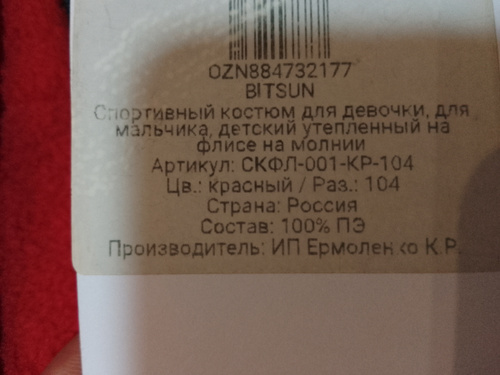 OZN884732177
BITSUN
Спортивный костюм для девочки, для
мальчика, детский утепленный на
флисе на молнии
Артикул: СКФЛ-001-КР-104
Цв.: красный / Раз.: 104
Страна: Россия
Состав: 100% ПЭ
Производитель: ИП Ермоленко К.Р.